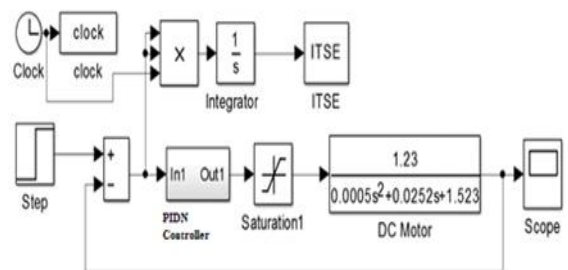 clock
Clock
clock
X
1
s
Integrator
ITSE
ITSE
Step
+
−
In1 Out1
PIDN
Controller
Saturation1
1.23
0.0005s²+0.0252s+1.523
DC Motor
Scope